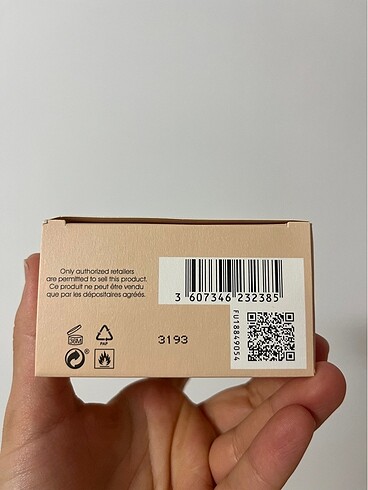 Only authorized retailers
are permitted to sell this product.
Ce produit ne peut être vendu
que par les dépositaires agréés.
3 607346 232385
FU18849054
36M
PAP
®
3193